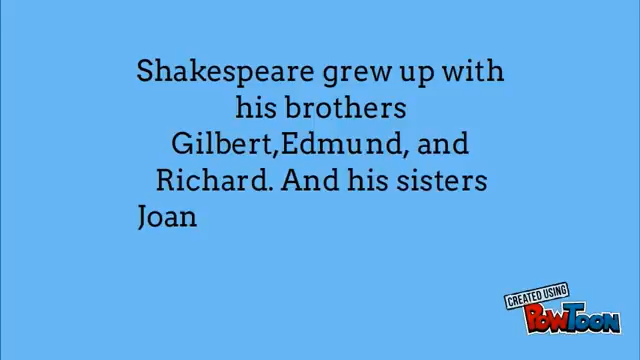 Shakespeare grew up with
his brothers
Gilbert,Edmund, and
Richard. And his sisters
Joan
CREATED USING
POWTOON